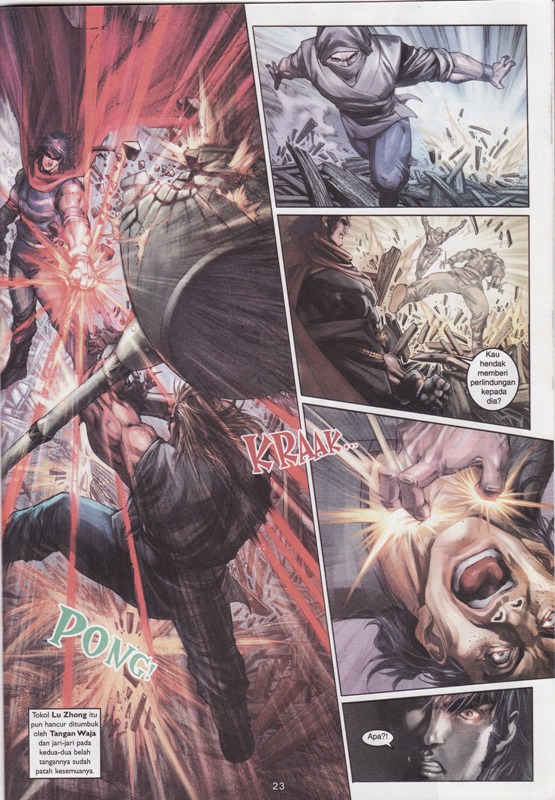 KRAAK...
PONG!
Tokol Lu Zhong itu
pun hancur ditumbuk
oleh Tangan Waja
dan jari-jari pada
kedua-dua belah
tangannya sudah
patah kesemuanya.
Kau
hendak
memberi
perlindungan
kepada
dia?
Apa?!
23